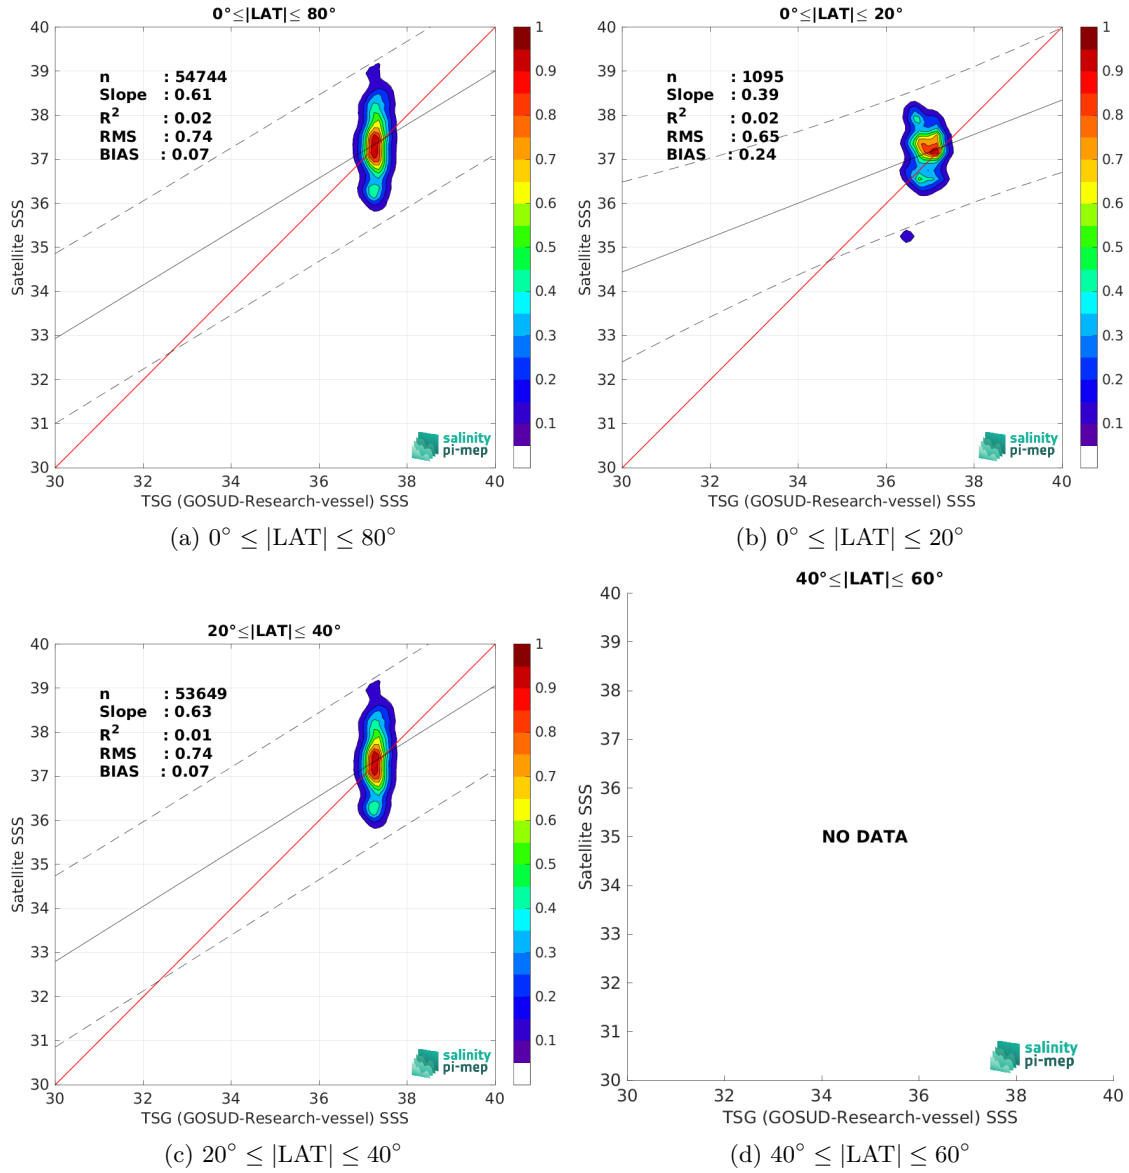 0°≤|LAT|≤ 80°
40
39
38
37
36
35
34
33
32
31
30
Satellite SSS
n : 54744
Slope : 0.61
R² : 0.02
RMS : 0.74
BIAS : 0.07
salinity
pi-mep
30 32 34 36 38 40
TSG (GOSUD-Research-vessel) SSS
1
0.9
0.8
0.7
0.6
0.5
0.4
0.3
0.2
0.1
(a) 0° ≤ |LAT| ≤ 80°
0°≤|LAT|≤ 20°
40
39
38
37
36
35
34
33
32
31
30
Satellite SSS
n : 1095
Slope : 0.39
R² : 0.02
RMS : 0.65
BIAS : 0.24
salinity
pi-mep
30 32 34 36 38 40
TSG (GOSUD-Research-vessel) SSS
1
0.9
0.8
0.7
0.6
0.5
0.4
0.3
0.2
0.1
(b) 0° ≤ |LAT| ≤ 20°
20°≤|LAT|≤ 40°
40
39
38
37
36
35
34
33
32
31
30
Satellite SSS
n : 53649
Slope : 0.63
R² : 0.01
RMS : 0.74
BIAS : 0.07
salinity
pi-mep
30 32 34 36 38 40
TSG (GOSUD-Research-vessel) SSS
1
0.9
0.8
0.7
0.6
0.5
0.4
0.3
0.2
0.1
(c) 20° ≤ |LAT| ≤ 40°
40°≤|LAT|≤ 60°
40
39
38
37
36
35
34
33
32
31
30
Satellite SSS
NO DATA
salinity
pi-mep
30 32 34 36 38 40
TSG (GOSUD-Research-vessel) SSS
(d) 40° ≤ |LAT| ≤ 60°